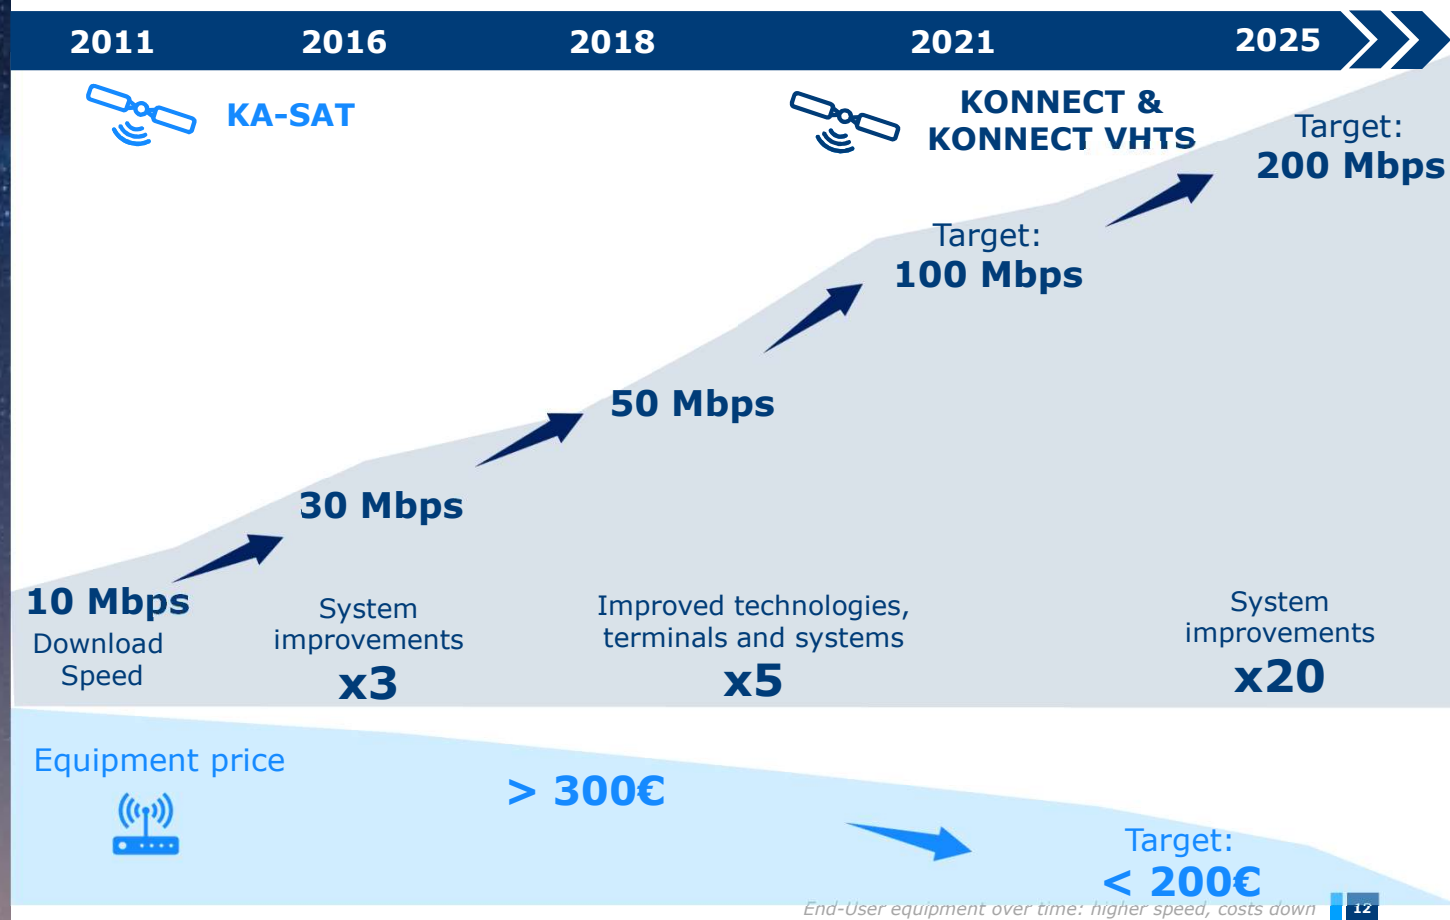 2011 2016 2018 2021 2025
KA-SAT
KONNECT &
KONNECT VHTS
Target:
200 Mbps
Target:
100 Mbps
50 Mbps
30 Mbps
10 Mbps
Download
Speed
System
improvements
x3
Improved technologies,
terminals and systems
x5
System
improvements
x20
Equipment price
> 300€
Target:
< 200€
End-User equipment over time: higher speed, costs down
12